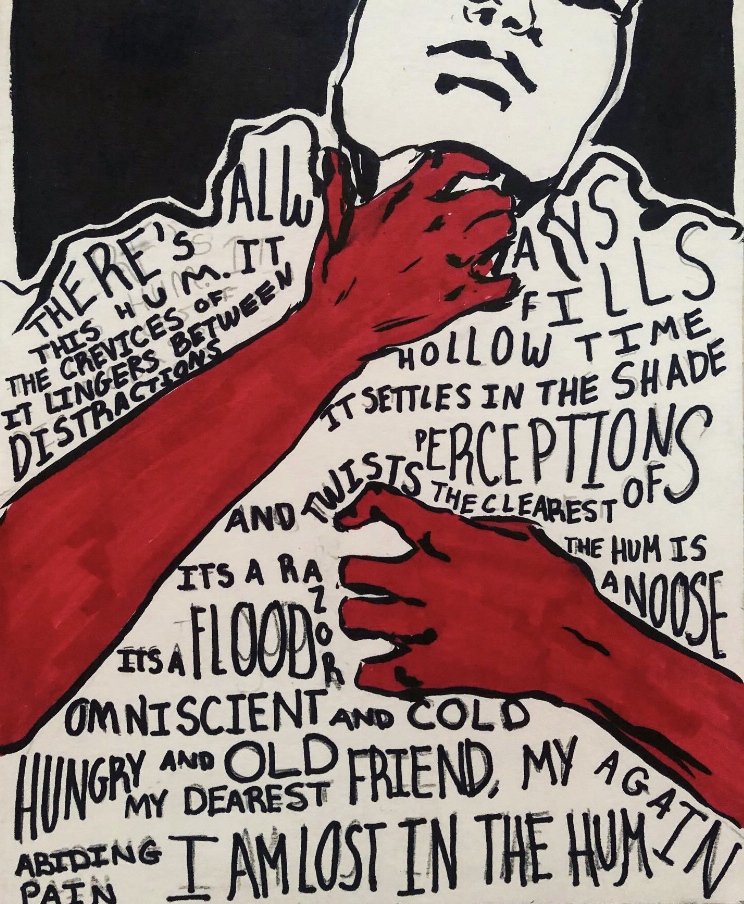 THERE'S ALWAYS
THIS HUM. IT FILLS
THE CREVICES OF HOLLOW TIME
IT LINGERS BETWEEN
DISTRACTIONS
IT SETTLES IN THE SHADE
AND TWISTS THE CLEAREST OF PERCEPTIONS
THE HUM IS
A NOOSE
ITS A RAZOR
ITS A FLOOD
OMNISCIENT AND COLD
HUNGRY AND OLD
MY DEAREST FRIEND, MY
ABIDING PAIN
I AM LOST IN THE HUM AGAIN